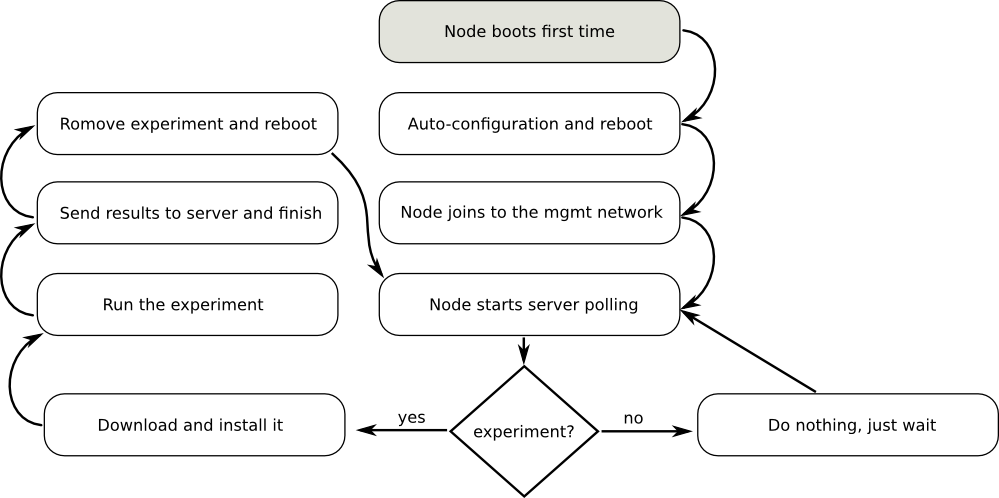 Node boots first time
Auto-configuration and reboot
Node joins to the mgmt network
Node starts server polling
experiment?
yes
no
Download and install it
Run the experiment
Send results to server and finish
Romove experiment and reboot
Do nothing, just wait